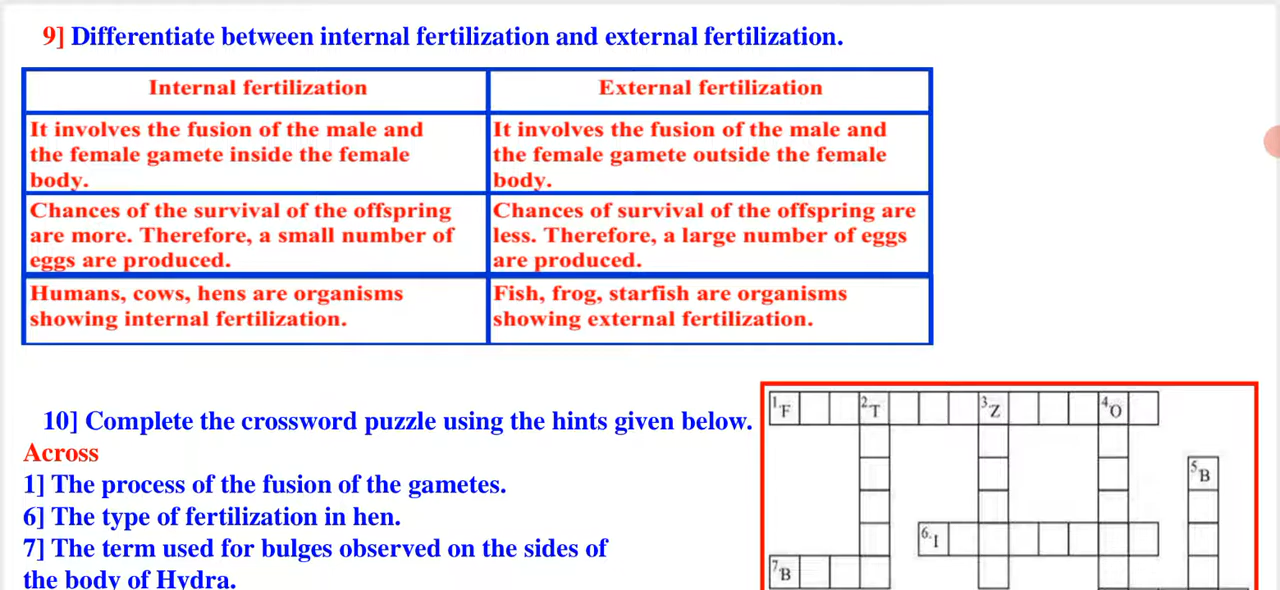 9] Differentiate between internal fertilization and external fertilization.
Internal fertilization
External fertilization
It involves the fusion of the male and
the female gamete inside the female
body.
It involves the fusion of the male and
the female gamete outside the female
body.
Chances of the survival of the offspring
are more. Therefore, a small number of
eggs are produced.
Chances of survival of the offspring are
less. Therefore, a large number of eggs
are produced.
Humans, cows, hens are organisms
showing internal fertilization.
Fish, frog, starfish are organisms
showing external fertilization.
10] Complete the crossword puzzle using the hints given below.
Across
1] The process of the fusion of the gametes.
6] The type of fertilization in hen.
7] The term used for bulges observed on the sides of
the body of Hydra.
1F 2T 3Z 4O
5B
6.I
7B